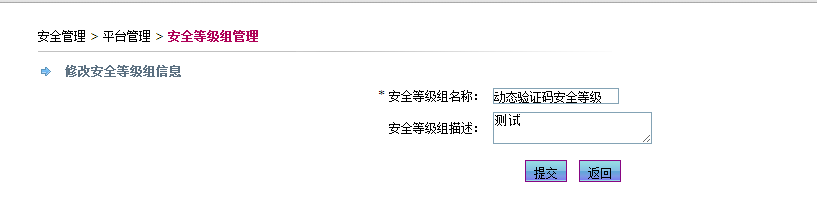 安全管理 > 平台管理 > 安全等级组管理
修改安全等级组信息
* 安全等级组名称： 动态验证码安全等级
安全等级组描述： 测试
提交 返回